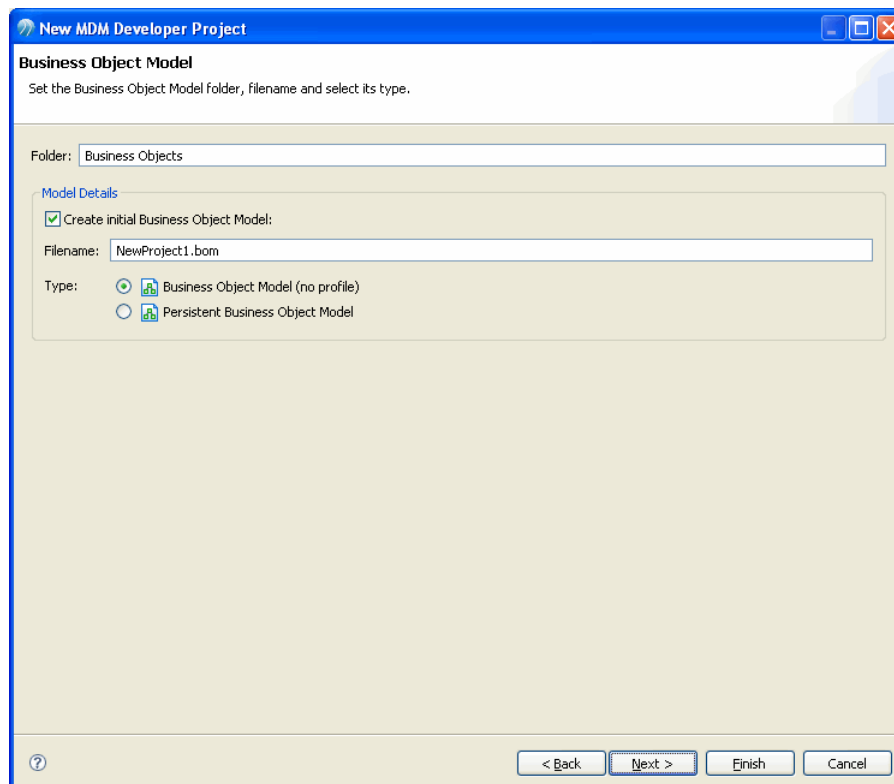 New MDM Developer Project
Business Object Model
Set the Business Object Model folder, filename and select its type.
Folder: Business Objects
Model Details
Create initial Business Object Model:
Filename: NewProject1.bom
Type: Business Object Model (no profile)
Persistent Business Object Model
? < Back Next > Finish Cancel